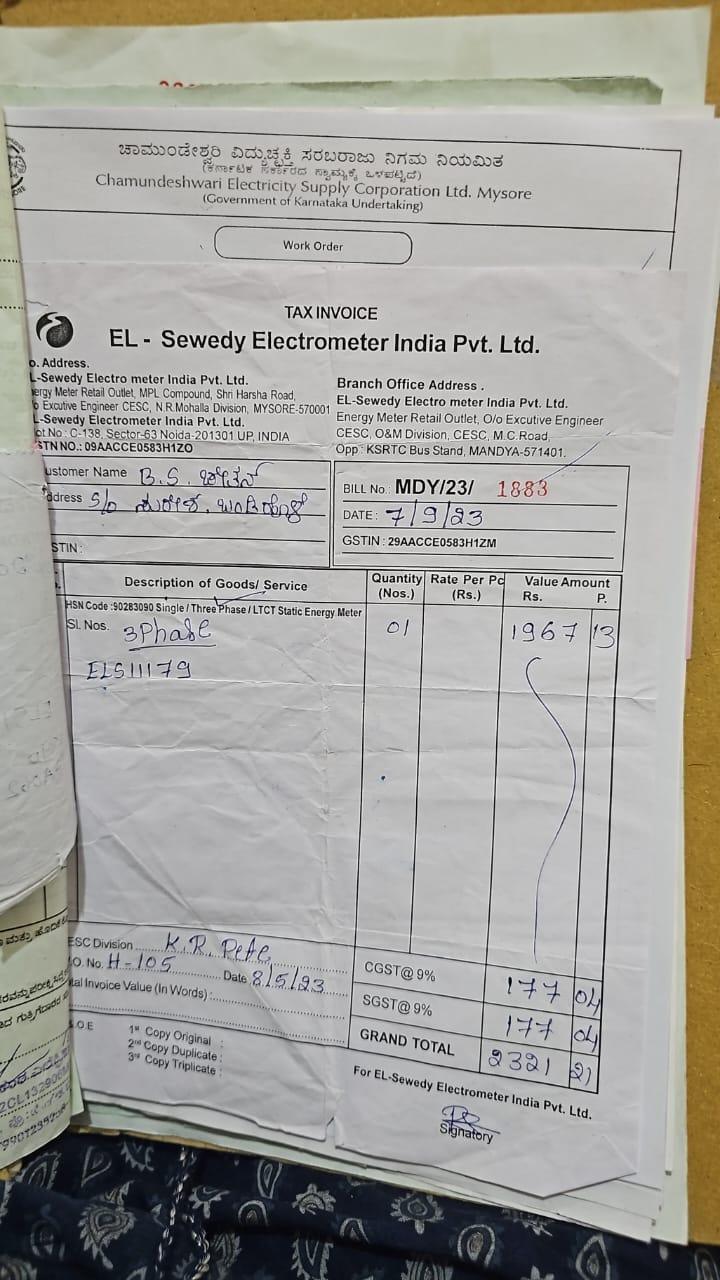 ಚಾಮುಂಡೇಶ್ವರಿ ವಿದ್ಯುಚ್ಛಕ್ತಿ ಸರಬರಾಜು ನಿಗಮ ನಿಯಮಿತ
(ಕರ್ನಾಟಕ ಸರ್ಕಾರದ ಸ್ವಾಮ್ಯಕ್ಕೆ ಒಳಪಟ್ಟಿದೆ)
Chamundeshwari Electricity Supply Corporation Ltd. Mysore
(Government of Karnataka Undertaking)
Work Order
TAX INVOICE
EL - Sewedy Electrometer India Pvt. Ltd.
o. Address.
L-Sewedy Electro meter India Pvt. Ltd.
ergy Meter Retail Outlet, MPL Compound, Shri Harsha Road,
o Excutive Engineer CESC, N.R.Mohalla Division, MYSORE-570001
L-Sewedy Electrometer India Pvt. Ltd.
ot No : C-138, Sector-63 Noida-201301 UP, INDIA
STN NO.: 09AACCE0583H1ZO
Branch Office Address .
EL-Sewedy Electro meter India Pvt. Ltd.
Energy Meter Retail Outlet, O/o Excutive Engineer
CESC, O&M Division, CESC, M.C.Road,
Opp : KSRTC Bus Stand, MANDYA-571401.
ustomer Name B.S.
ddress S/o
STIN :
BILL No.: MDY/23/ 1883
DATE : 7/9/23
GSTIN : 29AACCE0583H1ZM
Description of Goods/ Service Quantity (Nos.) Rate Per Pc (Rs.) Value Amount Rs. P.
HSN Code :90283090 Single / Three Phase / LTCT Static Energy Meter
Sl. Nos. 3Phase 01 1967 13
ELS11179
ESC Division K.R. Pete
.O. No. H-105 Date 8/5/23
tal Invoice Value (In Words) :
CGST@ 9% 177 04
SGST@ 9% 177 04
GRAND TOTAL 2321 21
.O.E
1st Copy Original :
2nd Copy Duplicate :
3rd Copy Triplicate :
For EL-Sewedy Electrometer India Pvt. Ltd.
Signatory